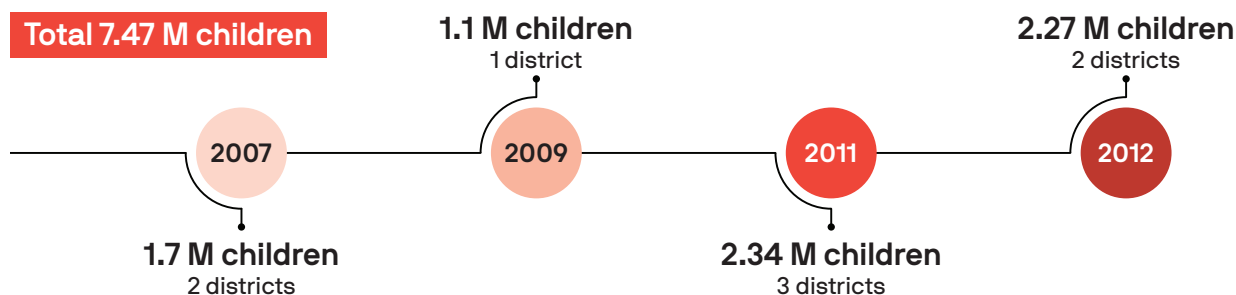 Total 7.47 M children
1.1 M children
1 district
2.27 M children
2 districts
2007
2009
2011
2012
1.7 M children
2 districts
2.34 M children
3 districts